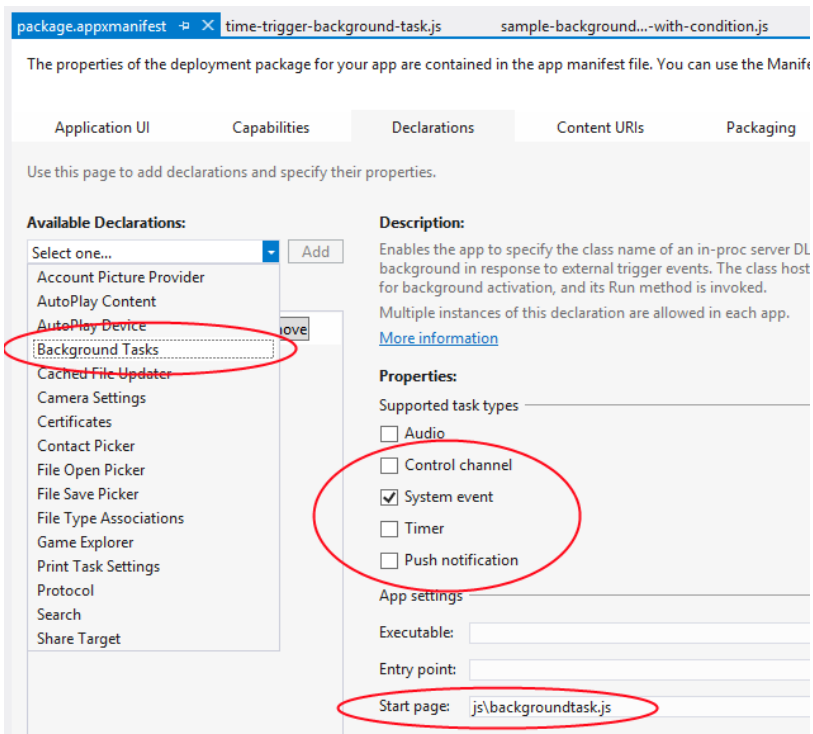 package.appxmanifest
time-trigger-background-task.js
sample-background...-with-condition.js
The properties of the deployment package for your app are contained in the app manifest file. You can use the Manife
Application UI
Capabilities
Declarations
Content URIs
Packaging
Use this page to add declarations and specify their properties.
Available Declarations:
Select one...
Add
Account Picture Provider
AutoPlay Content
AutoPlay Device
ove
Background Tasks
Cached File Updater
Camera Settings
Certificates
Contact Picker
File Open Picker
File Save Picker
File Type Associations
Game Explorer
Print Task Settings
Protocol
Search
Share Target
Description:
Enables the app to specify the class name of an in-proc server DL
background in response to external trigger events. The class host
for background activation, and its Run method is invoked.
Multiple instances of this declaration are allowed in each app.
More information
Properties:
Supported task types
Audio
Control channel
System event
Timer
Push notification
App settings
Executable:
Entry point:
Start page:
js\backgroundtask.js